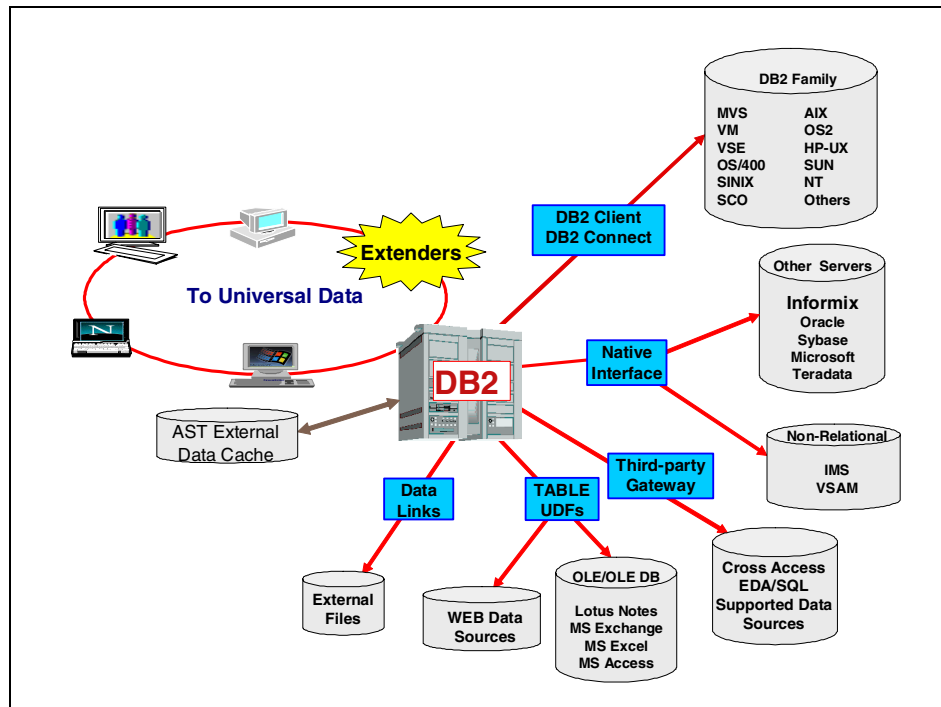 DB2 Family
MVS AIX
VM OS2
VSE HP-UX
OS/400 SUN
SINIX NT
SCO Others
DB2 Client
DB2 Connect
Extenders
To Universal Data
N
Other Servers
Informix
Oracle
Sybase
Microsoft
Teradata
Native
Interface
DB2
AST External
Data Cache
Non-Relational
IMS
VSAM
Third-party
Gateway
Data
Links
TABLE
UDFs
Cross Access
EDA/SQL
Supported Data
Sources
External
Files
WEB Data
Sources
OLE/OLE DB
Lotus Notes
MS Exchange
MS Excel
MS Access